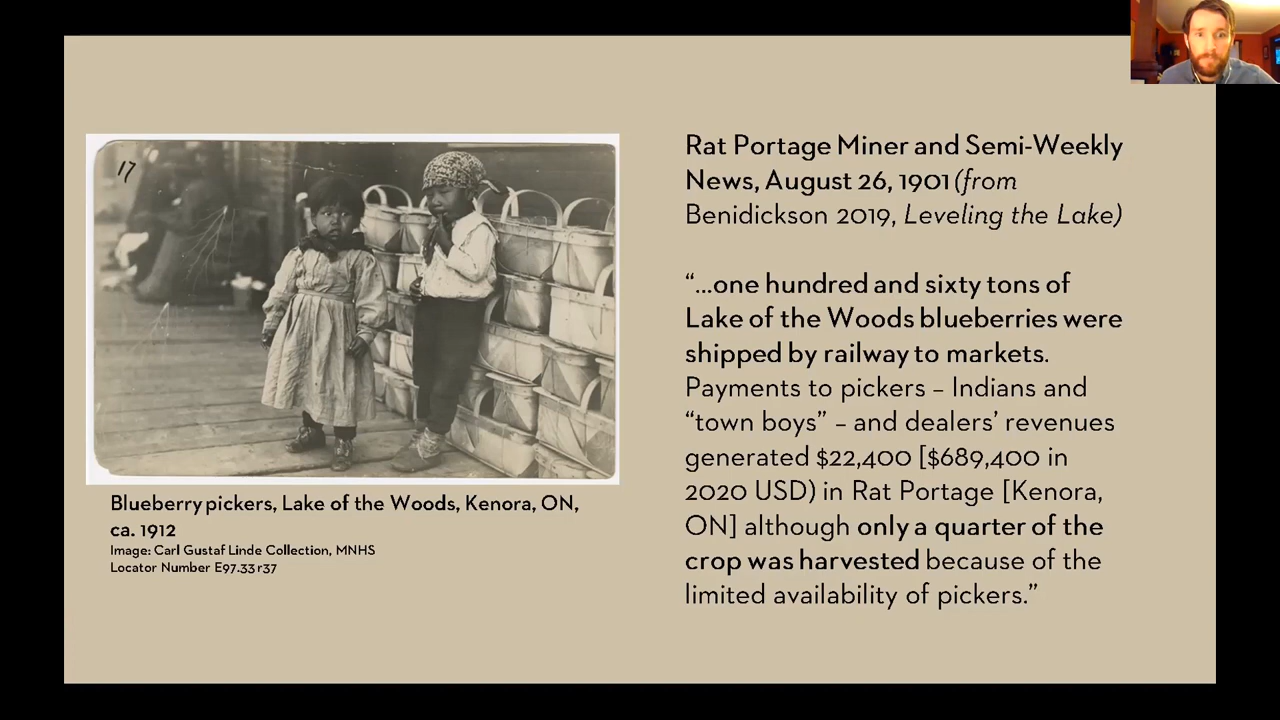 17
Blueberry pickers, Lake of the Woods, Kenora, ON,
ca. 1912
Image: Carl Gustaf Linde Collection, MNHS
Locator Number E97.33 r37
Rat Portage Miner and Semi-Weekly
News, August 26, 1901 (from
Benidickson 2019, Leveling the Lake)
“...one hundred and sixty tons of
Lake of the Woods blueberries were
shipped by railway to markets.
Payments to pickers – Indians and
“town boys” – and dealers’ revenues
generated $22,400 [$689,400 in
2020 USD) in Rat Portage [Kenora,
ON] although only a quarter of the
crop was harvested because of the
limited availability of pickers.”